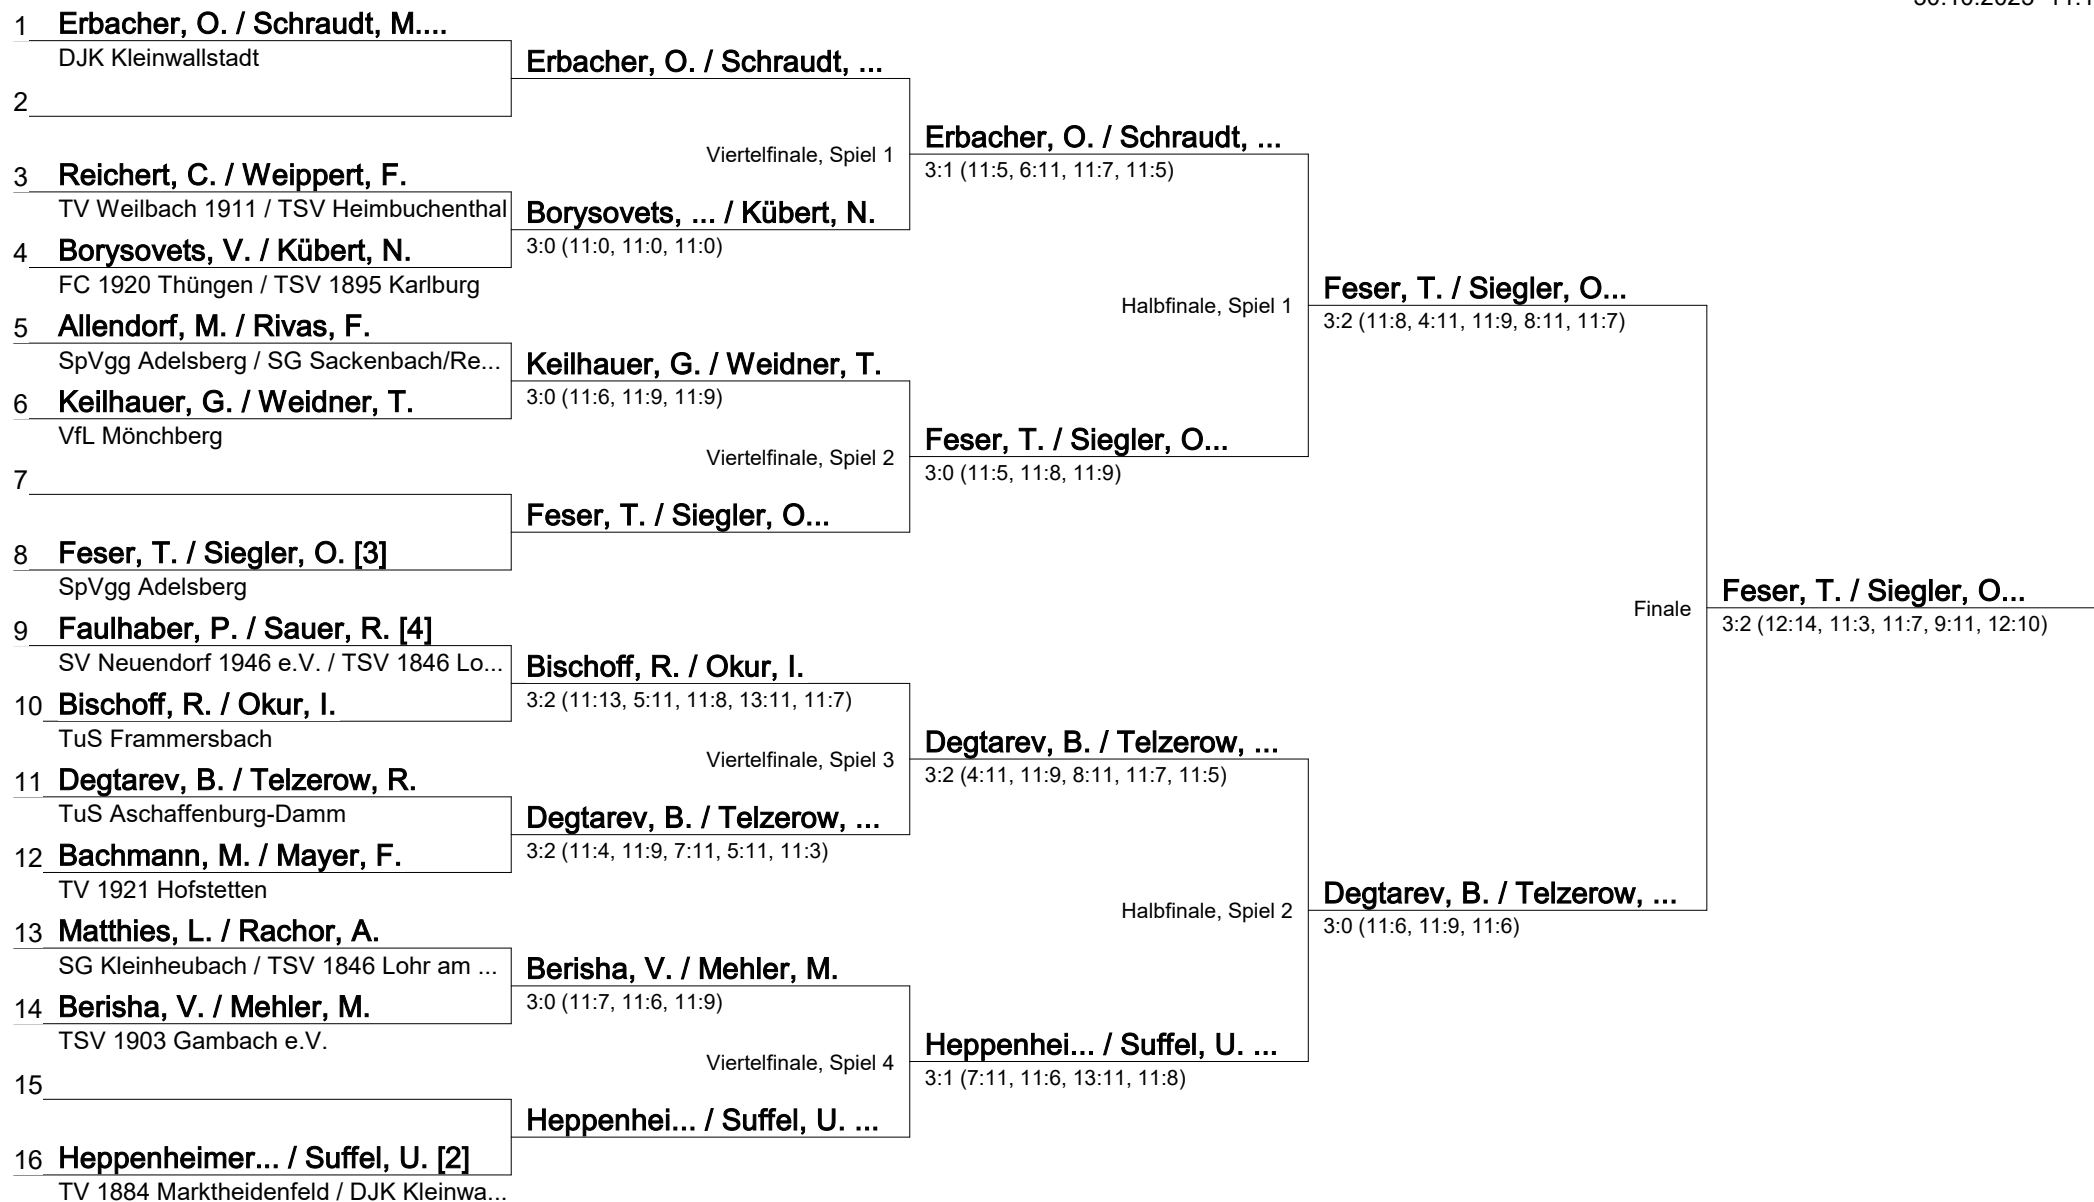 1 Erbacher, O. / Schraudt, M....
DJK Kleinwallstadt
Erbacher, O. / Schraudt, ...
2
Viertelfinale, Spiel 1
Erbacher, O. / Schraudt, ...
3:1 (11:5, 6:11, 11:7, 11:5)
3 Reichert, C. / Weippert, F.
TV Weilbach 1911 / TSV Heimbuchenthal
Borysovets, ... / Kübert, N.
3:0 (11:0, 11:0, 11:0)
4 Borysovets, V. / Kübert, N.
FC 1920 Thüngen / TSV 1895 Karlburg
Halbfinale, Spiel 1
Feser, T. / Siegler, O...
3:2 (11:8, 4:11, 11:9, 8:11, 11:7)
5 Allendorf, M. / Rivas, F.
SpVgg Adelsberg / SG Sackenbach/Re...
Keilhauer, G. / Weidner, T.
3:0 (11:6, 11:9, 11:9)
6 Keilhauer, G. / Weidner, T.
VfL Mönchberg
Viertelfinale, Spiel 2
Feser, T. / Siegler, O...
3:0 (11:5, 11:8, 11:9)
7
Feser, T. / Siegler, O...
8 Feser, T. / Siegler, O. [3]
SpVgg Adelsberg
Finale
Feser, T. / Siegler, O...
3:2 (12:14, 11:3, 11:7, 9:11, 12:10)
9 Faulhaber, P. / Sauer, R. [4]
SV Neuendorf 1946 e.V. / TSV 1846 Lo...
Bischoff, R. / Okur, I.
3:2 (11:13, 5:11, 11:8, 13:11, 11:7)
10 Bischoff, R. / Okur, I.
TuS Frammersbach
Viertelfinale, Spiel 3
Degtarev, B. / Telzerow, ...
3:2 (4:11, 11:9, 8:11, 11:7, 11:5)
11 Degtarev, B. / Telzerow, R.
TuS Aschaffenburg-Damm
Degtarev, B. / Telzerow, ...
3:2 (11:4, 11:9, 7:11, 5:11, 11:3)
12 Bachmann, M. / Mayer, F.
TV 1921 Hofstetten
Halbfinale, Spiel 2
Degtarev, B. / Telzerow, ...
3:0 (11:6, 11:9, 11:6)
13 Matthies, L. / Rachor, A.
SG Kleinheubach / TSV 1846 Lohr am ...
Berisha, V. / Mehler, M.
3:0 (11:7, 11:6, 11:9)
14 Berisha, V. / Mehler, M.
TSV 1903 Gambach e.V.
Viertelfinale, Spiel 4
Heppenhei... / Suffel, U. ...
3:1 (7:11, 11:6, 13:11, 11:8)
15
Heppenhei... / Suffel, U. ...
16 Heppenheimer... / Suffel, U. [2]
TV 1884 Marktheidenfeld / DJK Kleinwa...